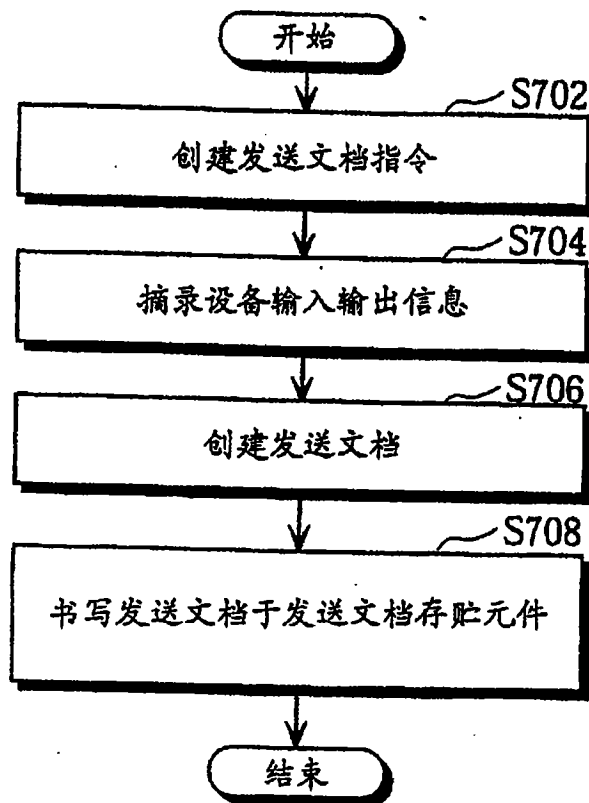 开始
S702
创建发送文档指令
S704
摘录设备输入输出信息
S706
创建发送文档
S708
书写发送文档于发送文档存贮元件
结束